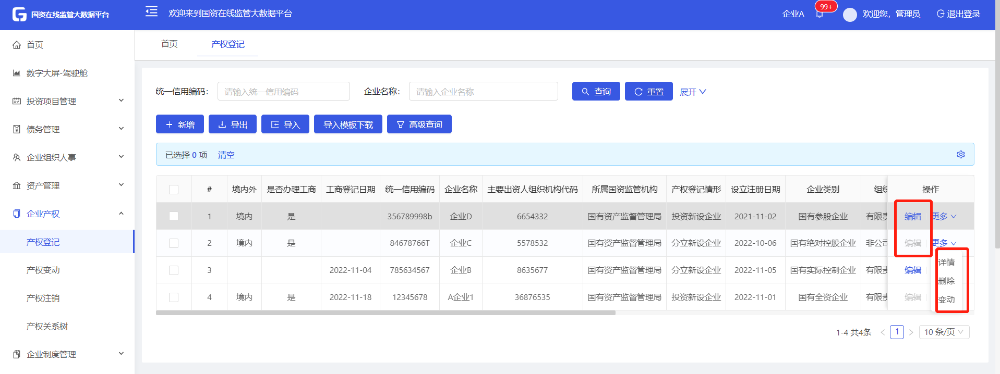 国资在线监管大数据平台
欢迎来到国资在线监管大数据平台
企业A 99+ 欢迎您，管理员 退出登录
首页
数字大屏-驾驶舱
投资项目管理
债务管理
企业组织人事
资产管理
企业产权
产权登记
产权变动
产权注销
产权关系树
企业制度管理
首页 产权登记
统一信用编码： 请输入统一信用编码 企业名称： 请输入企业名称 查询 重置 展开
新增 导出 导入 导入模板下载 高级查询
已选择 0 项 清空
# 境内外 是否办理工商 工商登记日期 统一信用编码 企业名称 主要出资人组织机构代码 所属国资监管机构 产权登记情形 设立注册日期 企业类别 组织 操作
1 境内 是 356789998b 企业D 6654332 国有资产监督管理局 投资新设企业 2021-11-02 国有参股企业 有限责 编辑 更多
2 境内 是 84678766T 企业C 5578532 国有资产监督管理局 分立新设企业 2022-10-06 国有绝对控股企业 非公司 编辑 更多
3 2022-11-04 785634567 企业B 8635677 国有资产监督管理局 分立新设企业 2022-11-05 国有实际控制企业 有限责 编辑
4 境内 是 2022-11-18 12345678 A企业1 36876535 国有资产监督管理局 投资新设企业 2022-11-01 国有全资企业 有限责 编辑
详情
删除
变动
1-4 共4条 < 1 > 10 条/页